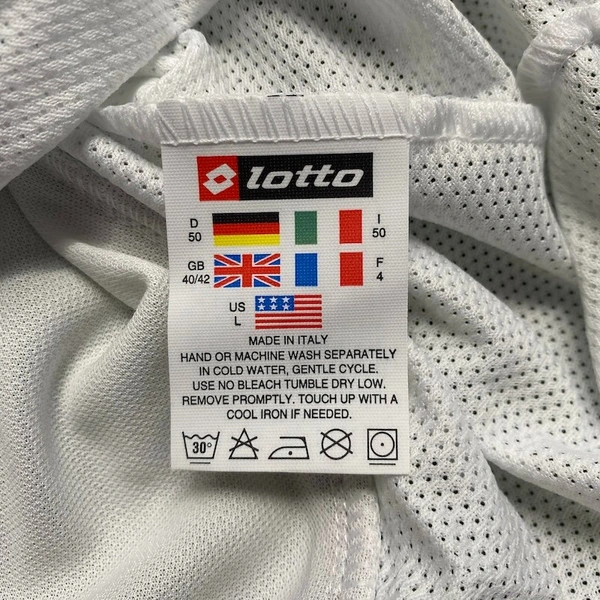 lotto
D 50 I 50
GB 40/42 F 4
US L
MADE IN ITALY
HAND OR MACHINE WASH SEPARATELY
IN COLD WATER, GENTLE CYCLE.
USE NO BLEACH TUMBLE DRY LOW.
REMOVE PROMPTLY. TOUCH UP WITH A
COOL IRON IF NEEDED.
30°